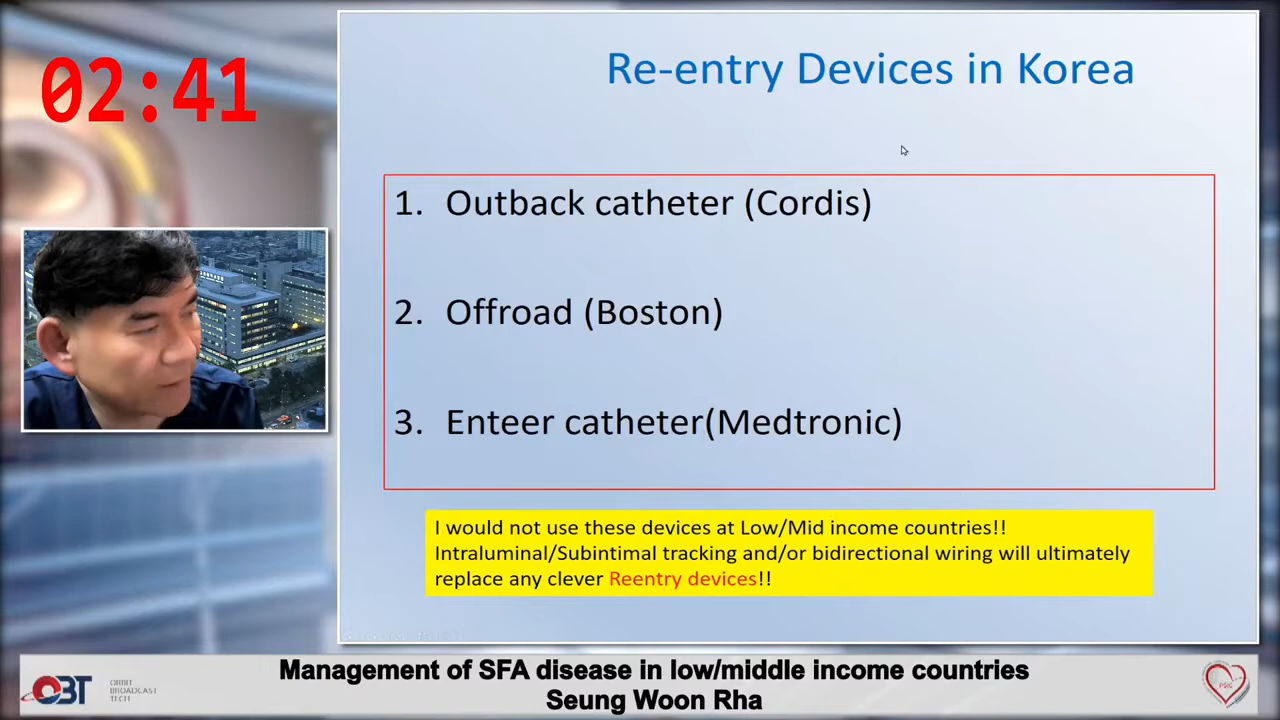 02:41
Re-entry Devices in Korea
1. Outback catheter (Cordis)
2. Offroad (Boston)
3. Enteer catheter(Medtronic)
I would not use these devices at Low/Mid income countries!!
Intraluminal/Subintimal tracking and/or bidirectional wiring will ultimately
replace any clever Reentry devices!!
OBT
ORBIT
BROADCAST
TECH
Management of SFA disease in low/middle income countries
Seung Woon Rha